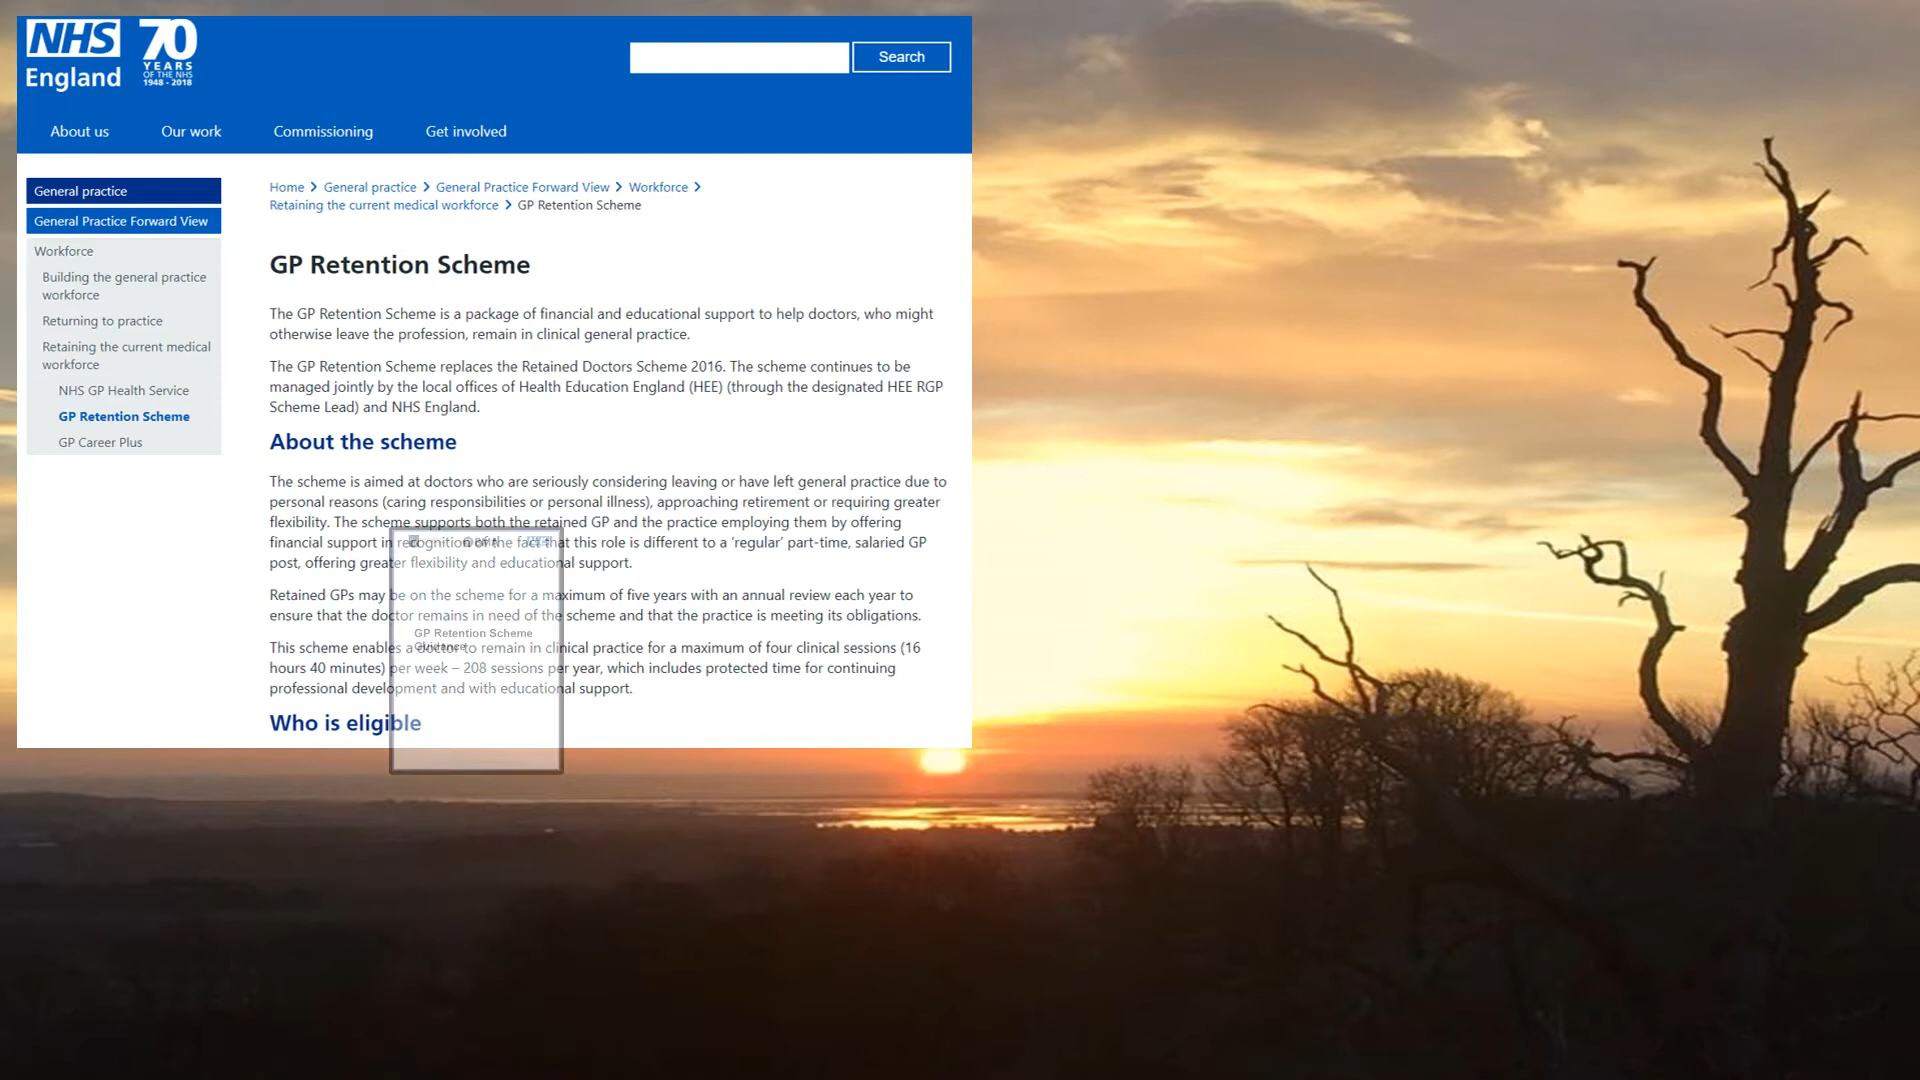 NHS
England
70
YEARS
OF THE NHS
1948 - 2018
Search
About us
Our work
Commissioning
Get involved
General practice
General Practice Forward View
Workforce
Building the general practice
workforce
Returning to practice
Retaining the current medical
workforce
NHS GP Health Service
GP Retention Scheme
GP Career Plus
Home > General practice > General Practice Forward View > Workforce >
Retaining the current medical workforce > GP Retention Scheme
GP Retention Scheme
The GP Retention Scheme is a package of financial and educational support to help doctors, who might
otherwise leave the profession, remain in clinical general practice.
The GP Retention Scheme replaces the Retained Doctors Scheme 2016. The scheme continues to be
managed jointly by the local offices of Health Education England (HEE) (through the designated HEE RGP
Scheme Lead) and NHS England.
About the scheme
The scheme is aimed at doctors who are seriously considering leaving or have left general practice due to
personal reasons (caring responsibilities or personal illness), approaching retirement or requiring greater
flexibility. The scheme supports both the retained GP and the practice employing them by offering
financial support in recognition of the fact that this role is different to a ‘regular’ part-time, salaried GP
post, offering greater flexibility and educational support.
Retained GPs may be on the scheme for a maximum of five years with an annual review each year to
ensure that the doctor remains in need of the scheme and that the practice is meeting its obligations.
GP Retention Scheme
Guidance
This scheme enables a doctor to remain in clinical practice for a maximum of four clinical sessions (16
hours 40 minutes) per week – 208 sessions per year, which includes protected time for continuing
professional development and with educational support.
Who is eligible